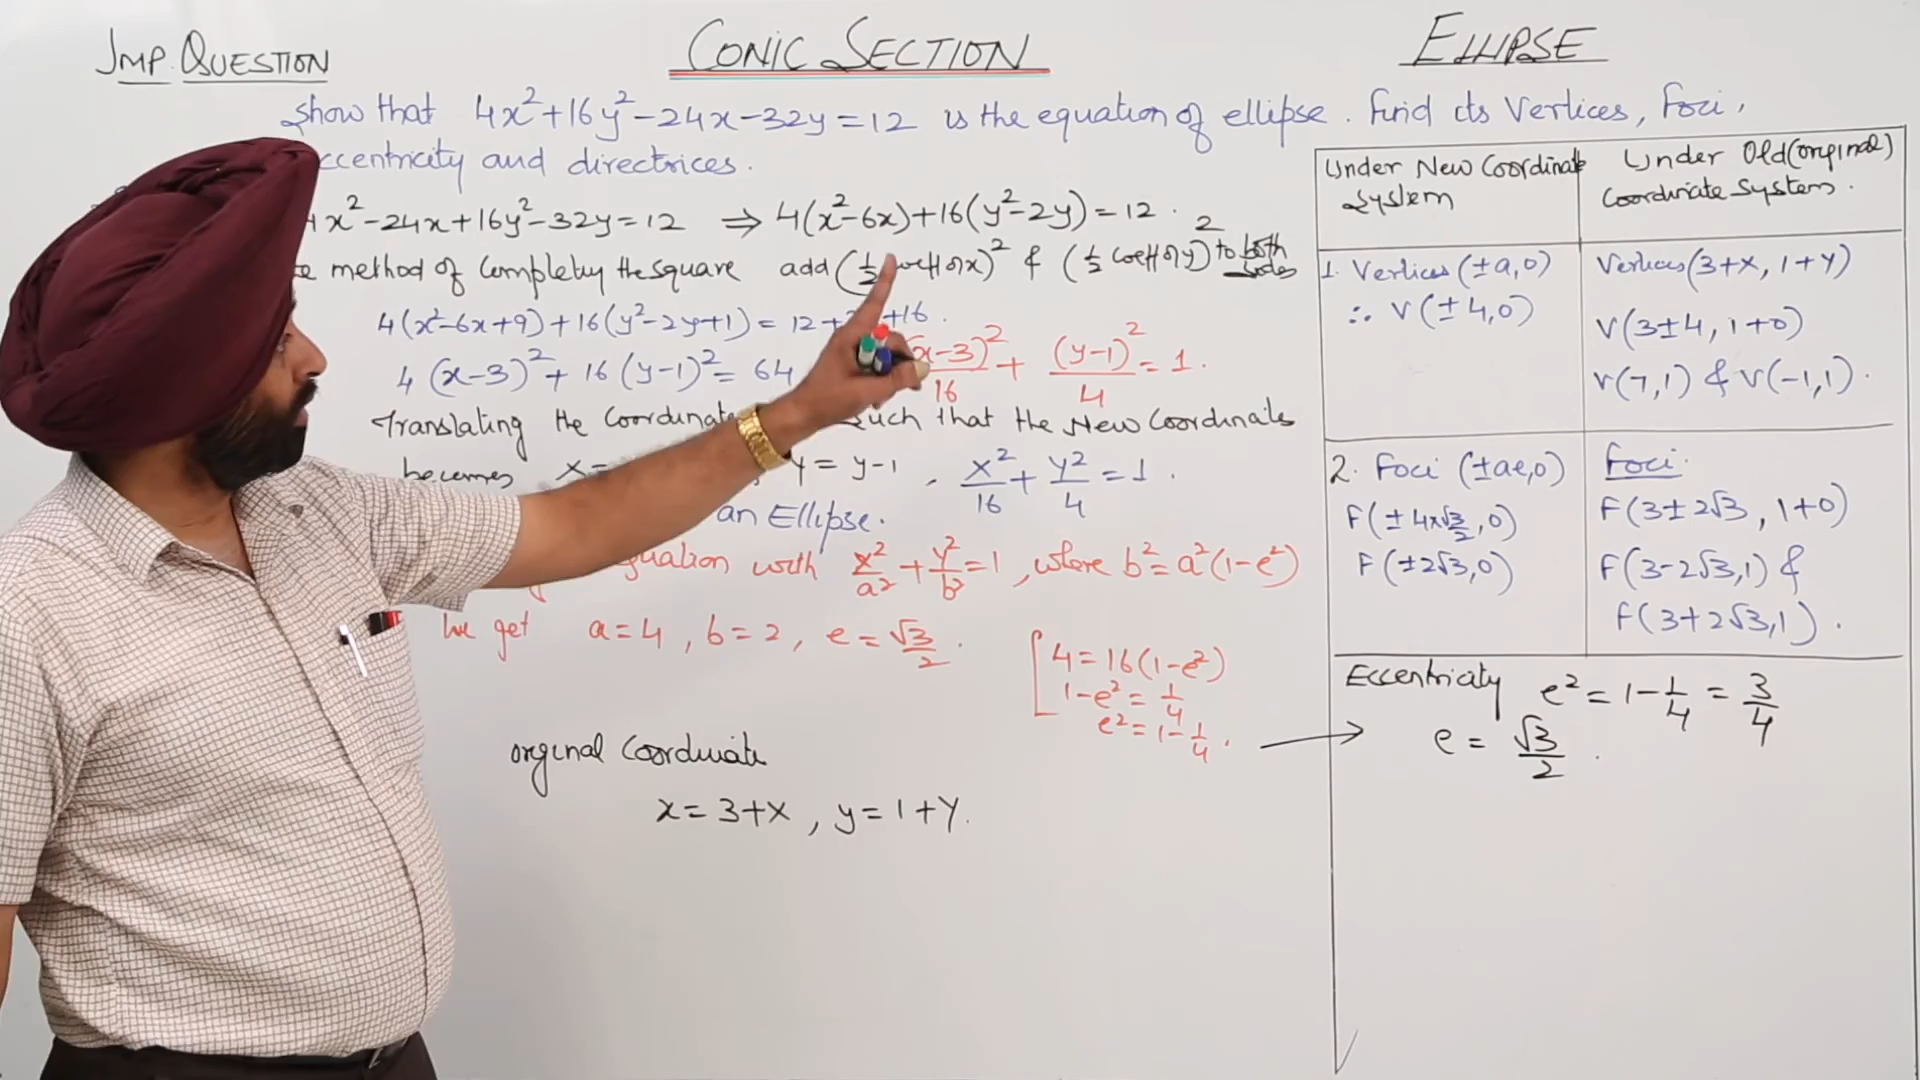 IMP. QUESTION
CONIC SECTION
ELLIPSE
Show that 4x²+16y²-24x-32y=12 is the equation of ellipse. Find its Vertices, Foci,
ccentricity and directrices.
4x²-24x+16y²-32y=12 ⇒ 4(x²-6x)+16(y²-2y)=12.
method of Completing the square add (½ coeff of x)² & (½ coeff of y)² to both sides
4(x²-6x+9)+16(y²-2y+1)=12+ +16.
4(x-3)²+16(y-1)²=64
(x-3)²/16 + (y-1)²/4 = 1.
Translating the Coordinate such that the New Coordinates
becomes X= Y=y-1, X²/16 + Y²/4 = 1.
an Ellipse.
equation with x²/a² + y²/b² = 1, where b²=a²(1-e²)
We get a=4, b=2, e=√3/2.
[4=16(1-e²)
1-e²=1/4
e²=1-1/4.
original Coordinate
x=3+X, y=1+Y.
Under New Coordinate System
Under Old (original) Coordinate System.
1. Vertices (±a,0)
∴ V(±4,0)
Vertices (3+X, 1+Y)
V(3±4, 1+0)
V(7,1) & V(-1,1).
2. Foci (±ae,0)
F(±4×√3/2,0)
F(±2√3,0)
Foci.
F(3±2√3, 1+0)
F(3-2√3,1) &
F(3+2√3,1).
Eccentricity e²=1-1/4=3/4
e=√3/2.